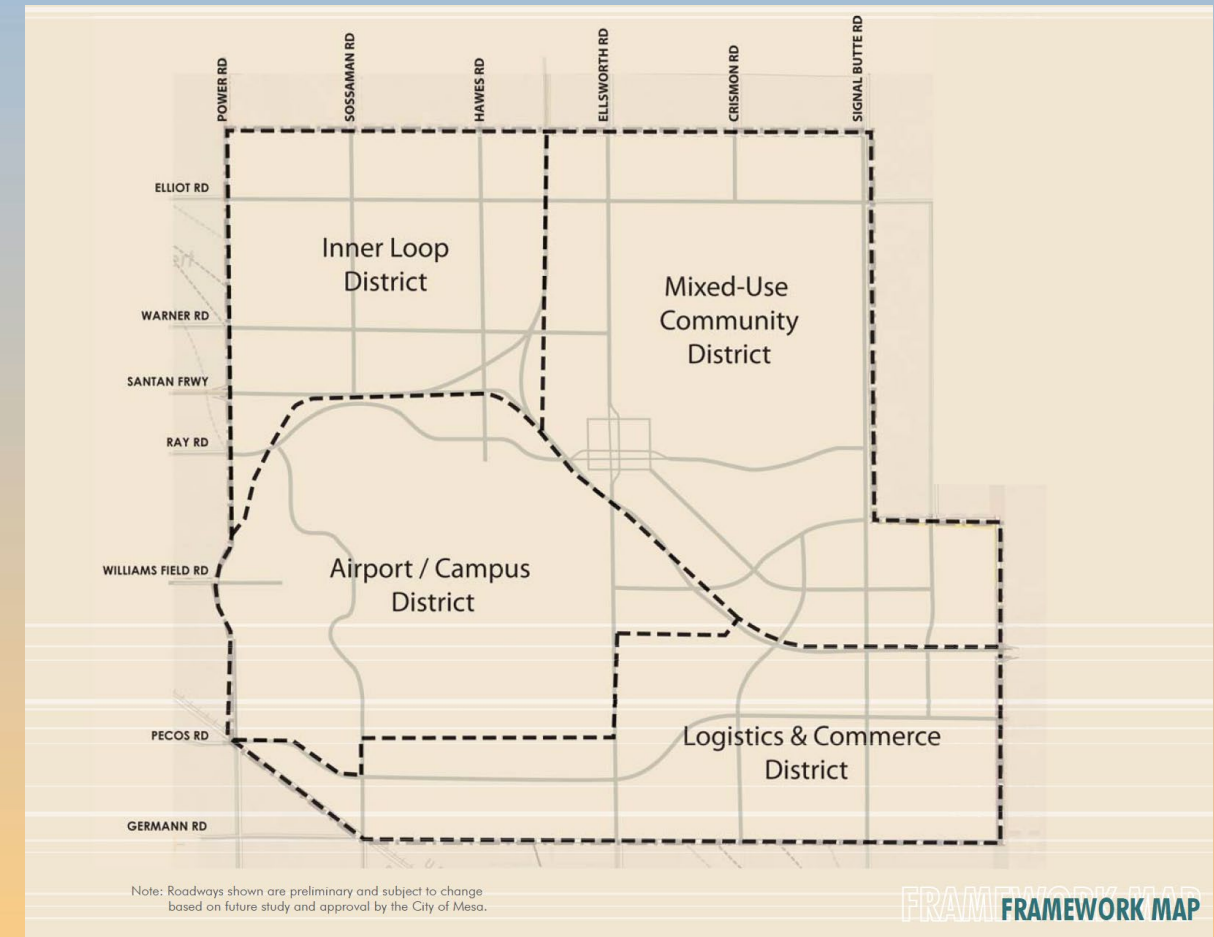 POWER RD
SOSSAMAN RD
HAWES RD
ELLSWORTH RD
CRISMON RD
SIGNAL BUTTE RD
ELLIOT RD
Inner Loop
District
Mixed-Use
Community
District
WARNER RD
SANTAN FRWY
RAY RD
WILLIAMS FIELD RD
Airport / Campus
District
PECOS RD
Logistics & Commerce
District
GERMANN RD
Note: Roadways shown are preliminary and subject to change
based on future study and approval by the City of Mesa.
FRAMEWORK MAP
FRAMEWORK MAP